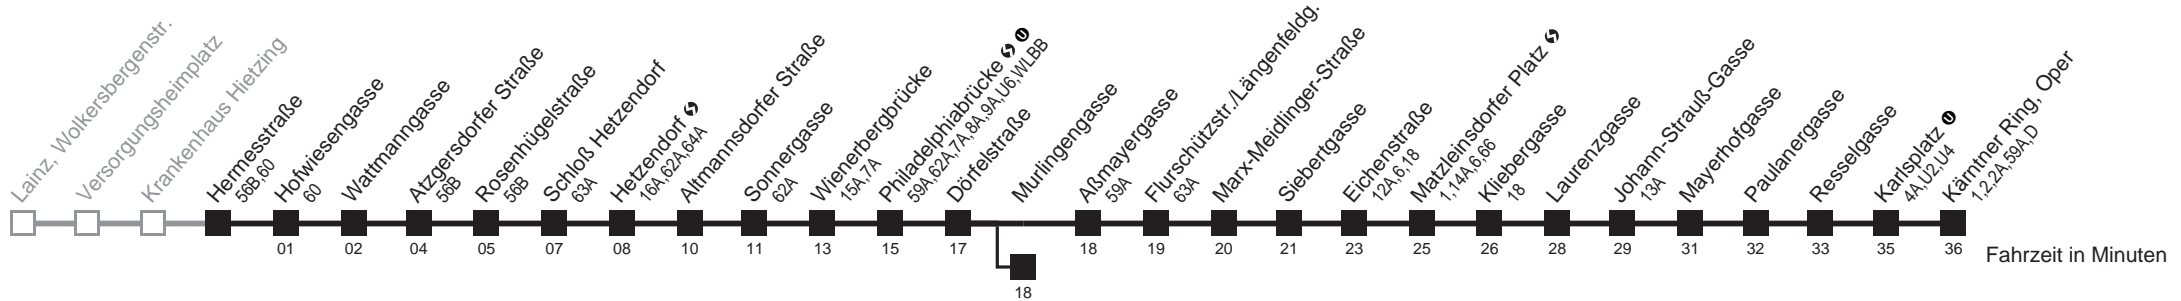 Lainz, Wolkersbergenstr.
Versorgungsheimplatz
Krankenhaus Hietzing
Hermesstraße
56B,60
Hofwiesengasse
60
Wattmanngasse
Atzgersdorfer Straße
56B
Rosenhügelstraße
56B
Schloß Hetzendorf
63A
Hetzendorf
16A,62A,64A
Altmannsdorfer Straße
Sonnergasse
62A
Wienerbergbrücke
15A,7A
Philadelphiabrücke U
59A,62A,7A,8A,9A,U6,WLBB
Dörfelstraße
Murlingengasse
Aßmayergasse
59A
Flurschützstr./Längenfeldg.
63A
Marx-Meidlinger-Straße
Siebertgasse
Eichenstraße
12A,6,18
Matzleinsdorfer Platz
1,14A,6,66
Kliebergasse
18
Laurenzgasse
Johann-Strauß-Gasse
13A
Mayerhofgasse
Paulanergasse
Resselgasse
Karlsplatz U
4A,U2,U4
Kärntner Ring, Oper
1,2,2A,59A,D
01 02 04 05 07 08 10 11 13 15 17 18 19 20 21 23 25 26 28 29 31 32 33 35 36
Fahrzeit in Minuten
18